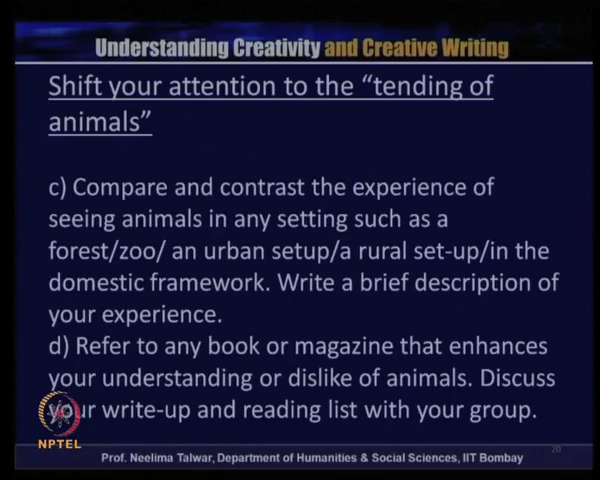 Understanding Creativity and Creative Writing
Shift your attention to the “tending of
animals”
c) Compare and contrast the experience of
seeing animals in any setting such as a
forest/zoo/ an urban setup/a rural set-up/in the
domestic framework. Write a brief description of
your experience.
d) Refer to any book or magazine that enhances
your understanding or dislike of animals. Discuss
your write-up and reading list with your group.
NPTEL
20
Prof. Neelima Talwar, Department of Humanities & Social Sciences, IIT Bombay